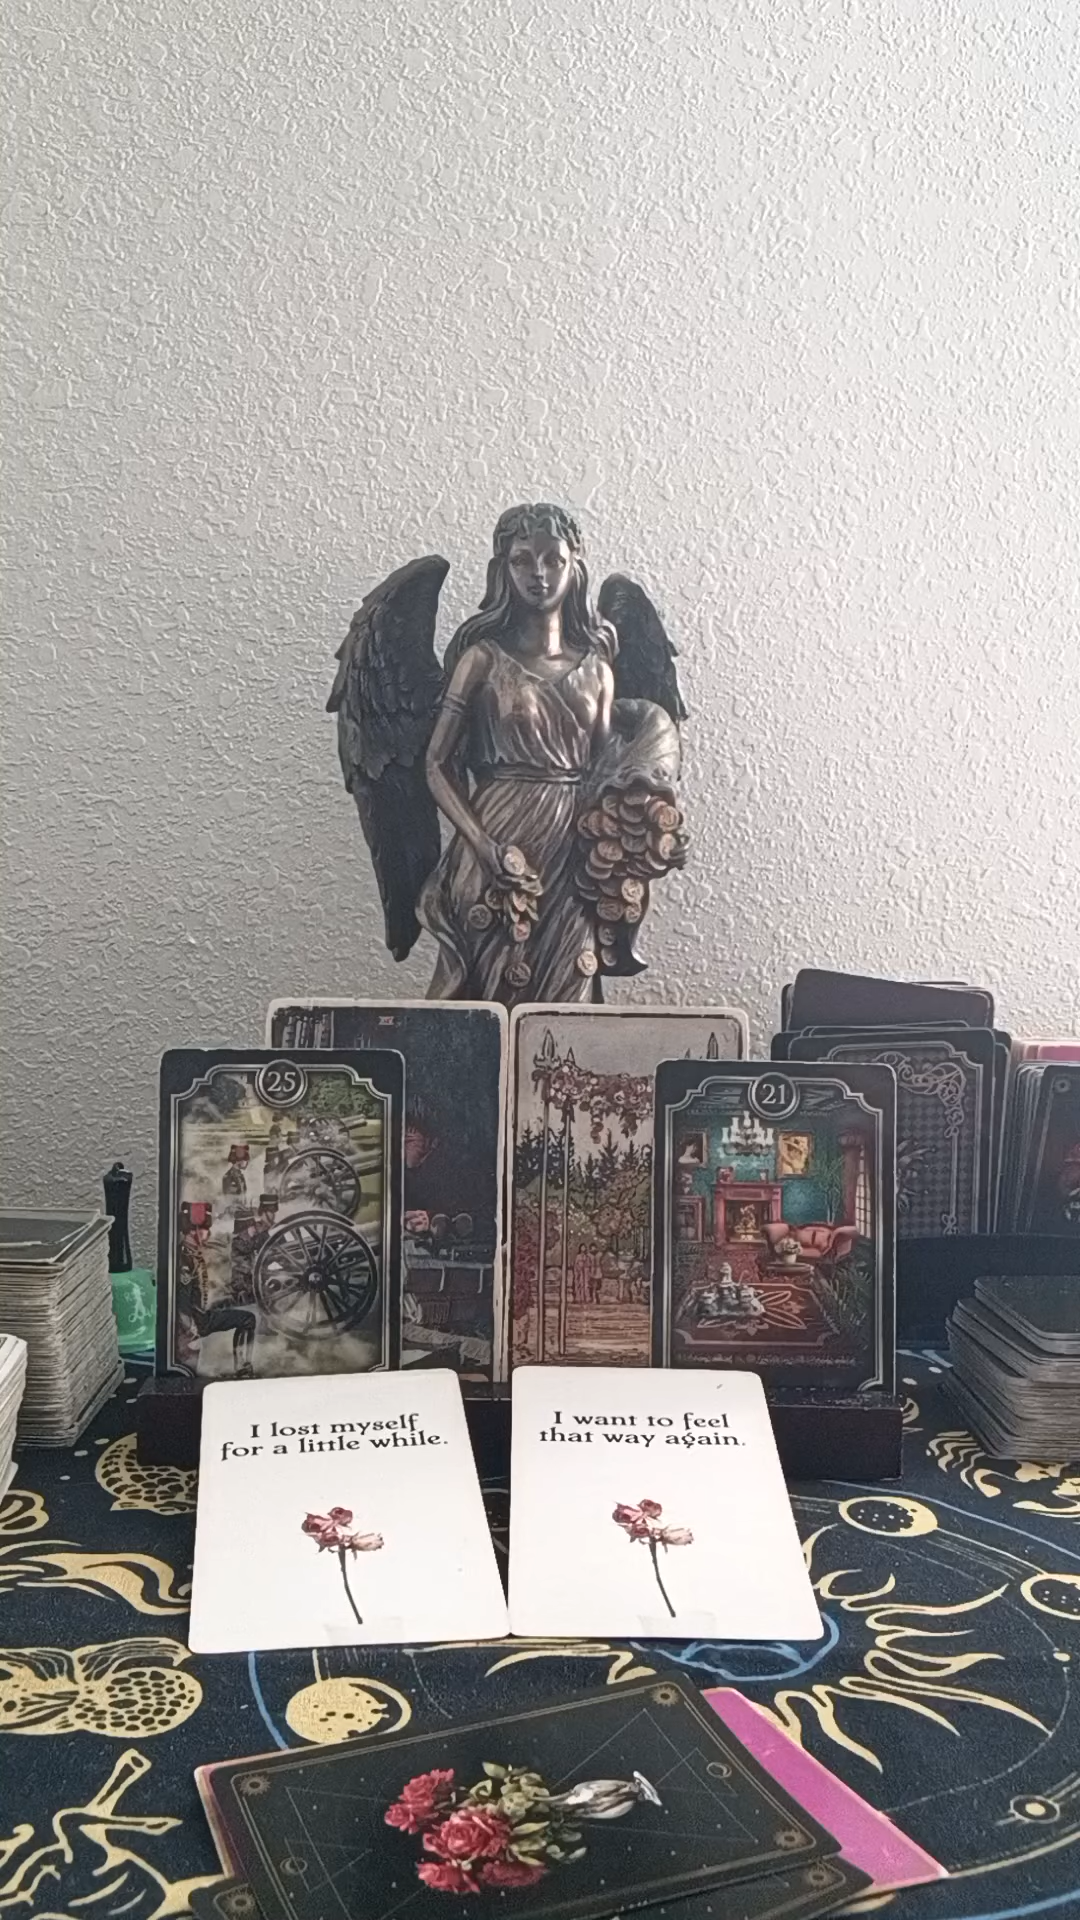 25
21
I lost myself
for a little while.
I want to feel
that way again.